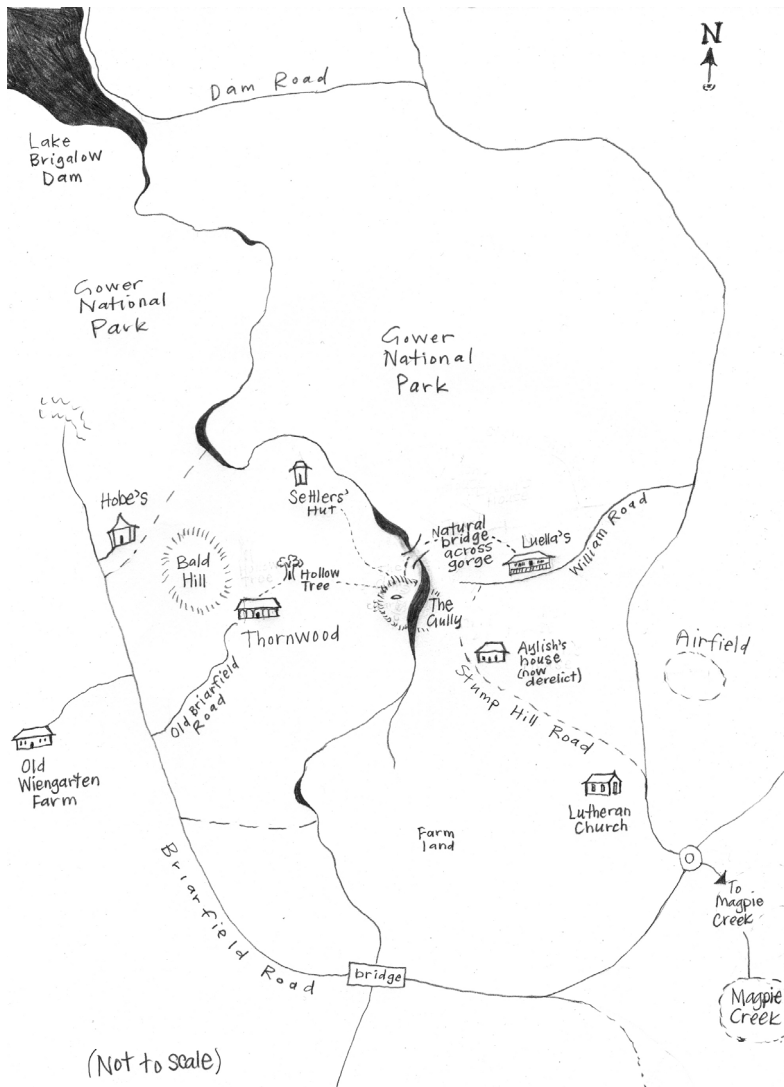 N
Dam Road
Lake
Brigalow
Dam
Gower
National
Park
Gower
National
Park
Hobe's
Settlers'
Hut
Natural
bridge
across
gorge
Luella's
William Road
Bald
Hill
Hollow
Tree
The
Gully
Thornwood
Aylish's
house
(now
derelict)
Airfield
Old Briarfield
Road
Stump Hill Road
Old
Wiengarten
Farm
Lutheran
Church
Farm
land
Briarfield Road
To
Magpie
Creek
bridge
Magpie
Creek
(Not to scale)